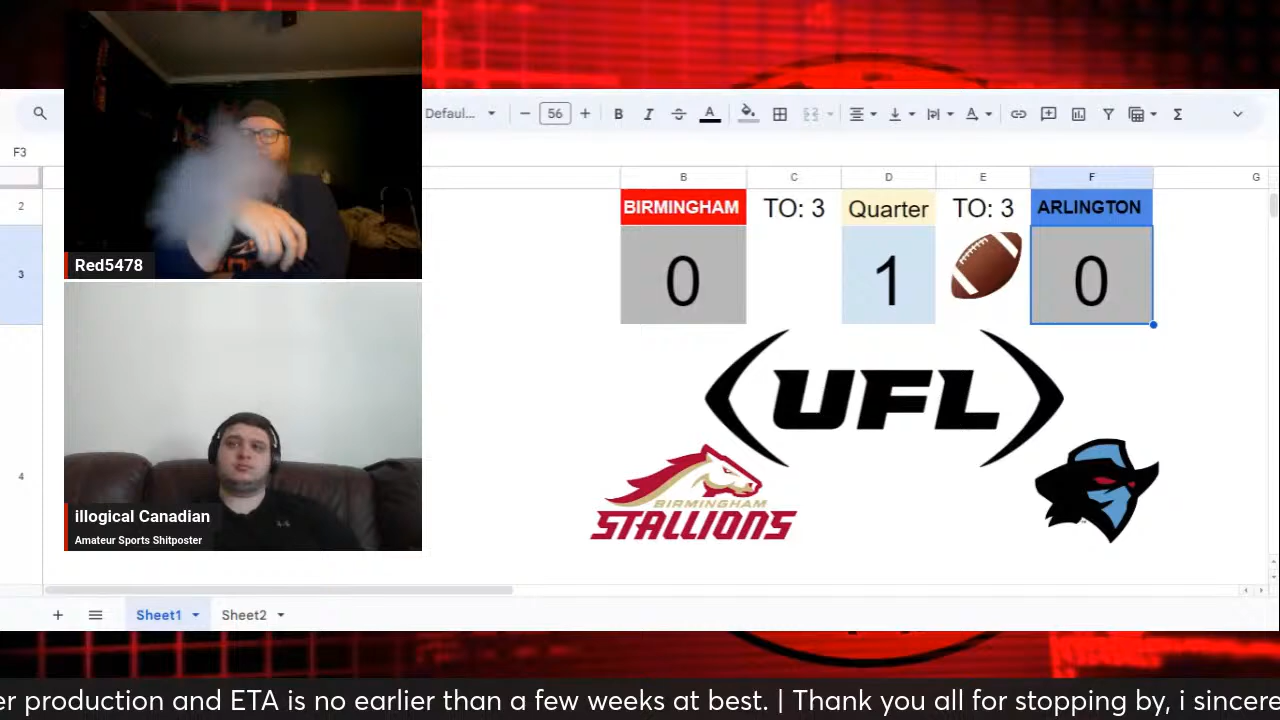 Defaul...
56
B
I
A
Σ
F3
B
C
D
E
F
G
2
3
4
BIRMINGHAM
TO: 3
Quarter
TO: 3
ARLINGTON
0
1
0
UFL
BIRMINGHAM
STALLIONS
Red5478
illogical Canadian
Amateur Sports Shitposter
Sheet1
Sheet2
er production and ETA is no earlier than a few weeks at best. | Thank you all for stopping by, i sincere